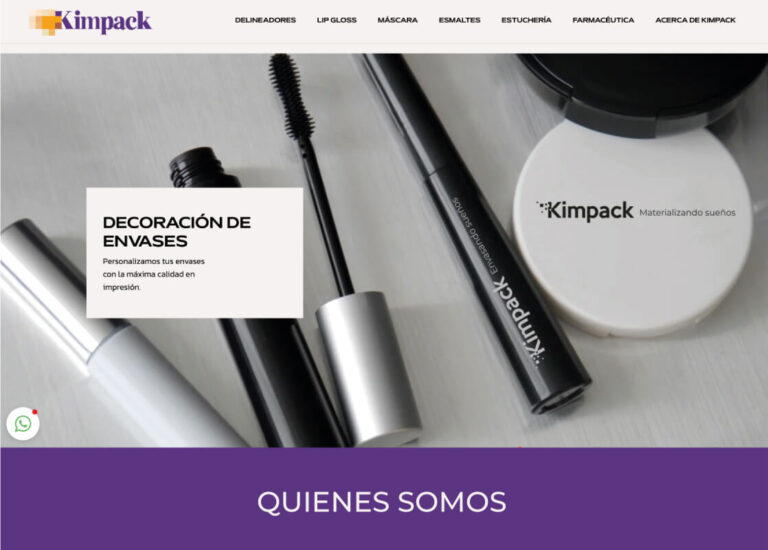 Kimpack
DELINEADORES LIP GLOSS MÁSCARA ESMALTES ESTUCHERÍA FARMACÉUTICA ACERCA DE KIMPACK
DECORACIÓN DE
ENVASES
Personalizamos tus envases
con la máxima calidad en
impresión.
Kimpack Envasando sueños
Kimpack Materializando sueños
QUIENES SOMOS